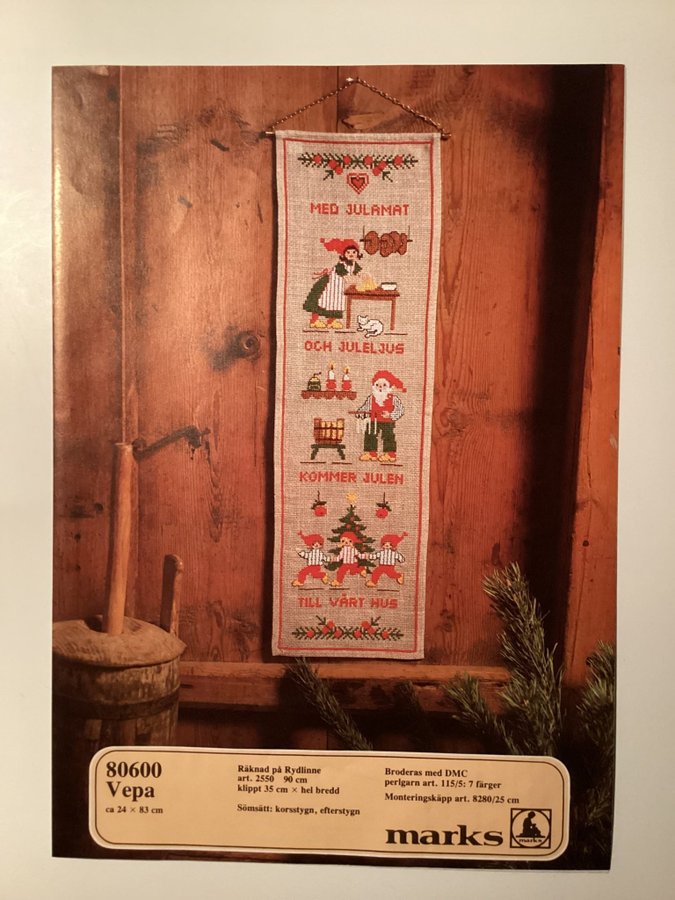 MED JULAMAT
OCH JULELJUS
KOMMER JULEN
TILL VÅRT HUS
80600
Vepa
ca 24 × 83 cm
Räknad på Rydlinne
art. 2550 90 cm
klippt 35 cm × hel bredd
Sömsätt: korsstygn, efterstygn
Broderas med DMC
perlgarn art. 115/5: 7 färger
Monteringskäpp art. 8280/25 cm
marks
marks